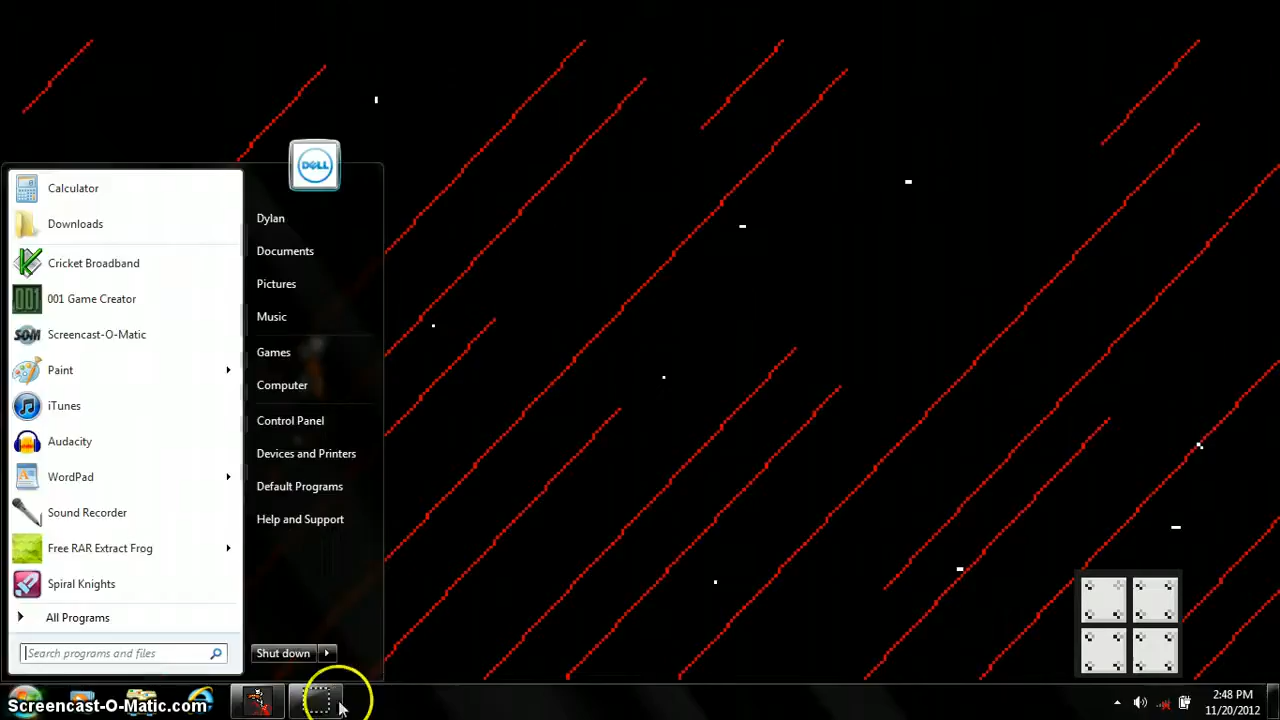 DELL
Calculator
Downloads
Cricket Broadband
001 Game Creator
Screencast-O-Matic
Paint
iTunes
Audacity
WordPad
Sound Recorder
Free RAR Extract Frog
Spiral Knights
All Programs
Search programs and files
Dylan
Documents
Pictures
Music
Games
Computer
Control Panel
Devices and Printers
Default Programs
Help and Support
Shut down
001
SOM
Screencast-O-Matic.com
2:48 PM
11/20/2012